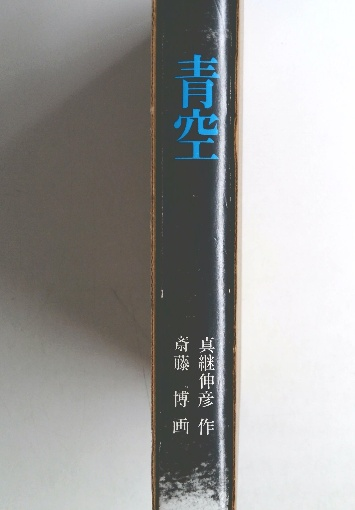 青空
真継伸彦 作
斎藤 博 画